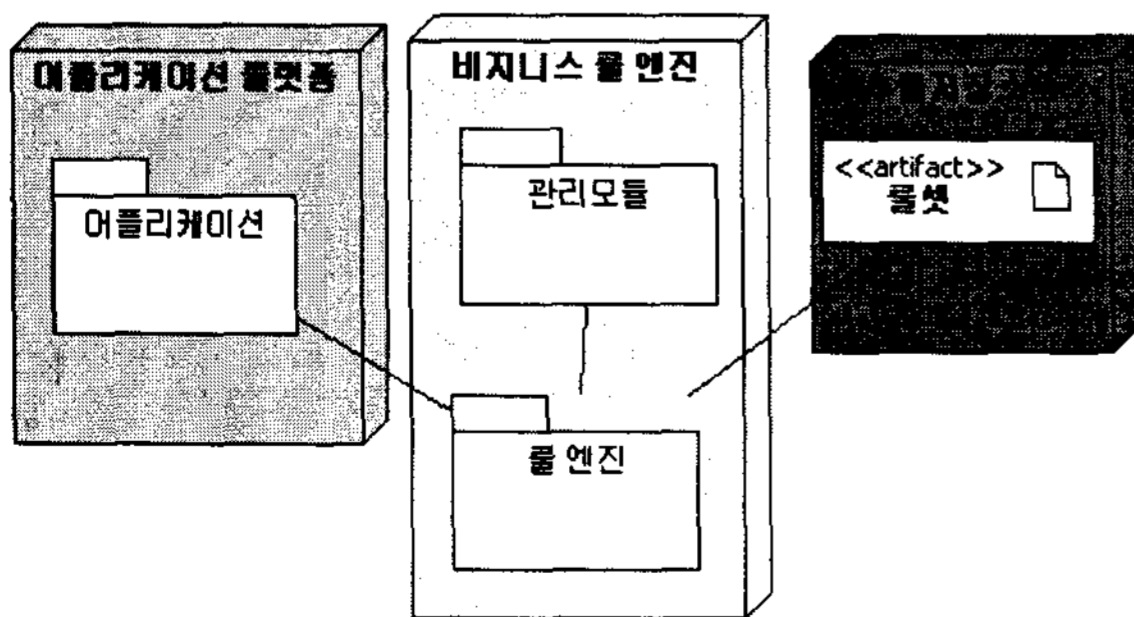 어플리케이션 플랫폼
어플리케이션
비지니스 룰 엔진
관리모듈
룰 엔진
<<artifact>>
룰셋